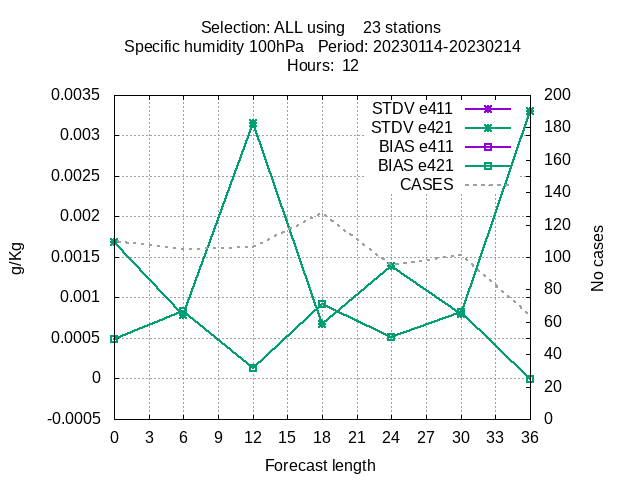 Selection: ALL using    23 stations
Specific humidity 100hPa   Period: 20230114-20230214
Hours:  12
0.0035
0.003
0.0025
0.002
0.0015
0.001
0.0005
0
-0.0005
g/Kg
STDV e411
STDV e421
BIAS e411
BIAS e421
CASES
200
180
160
140
120
100
80
60
40
20
0
No cases
0 3 6 9 12 15 18 21 24 27 30 33 36
Forecast length